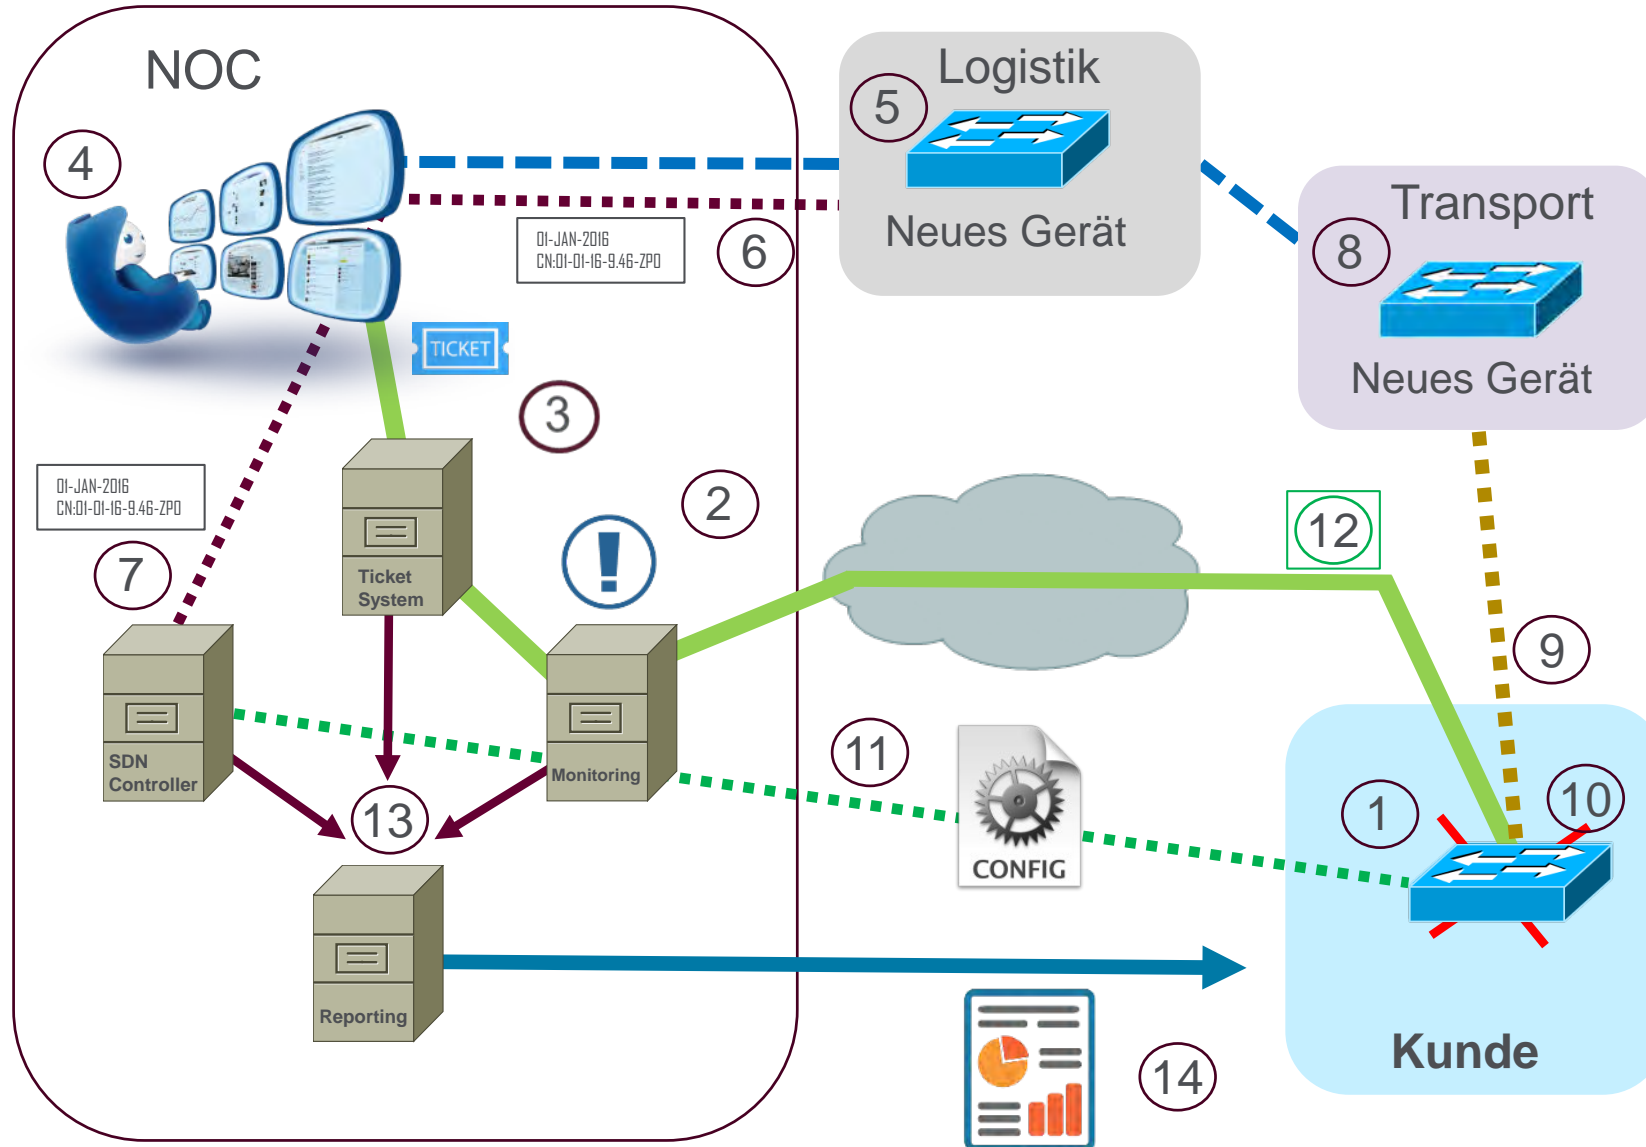 NOC
Logistik
5
4
Transport
Neues Gerät
6
8
01-JAN-2016
CN:01-01-16-9.46-ZPO
TICKET
Neues Gerät
3
01-JAN-2016
CN:01-01-16-9.46-ZPO
2
12
7
Ticket
System
9
SDN
Controller
Monitoring
11
13
CONFIG
1
10
Reporting
Kunde
14